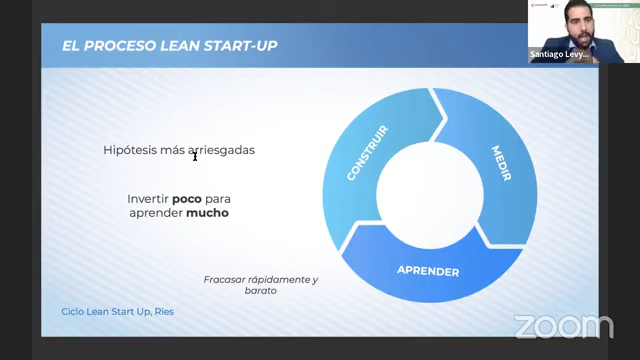 EL PROCESO LEAN START-UP
Santiago Levy...
Hipótesis más arriesgadas
Invertir poco para
aprender mucho
CONSTRUIR
MEDIR
APRENDER
Fracasar rápidamente y
barato
Ciclo Lean Start Up, Ries
zoom